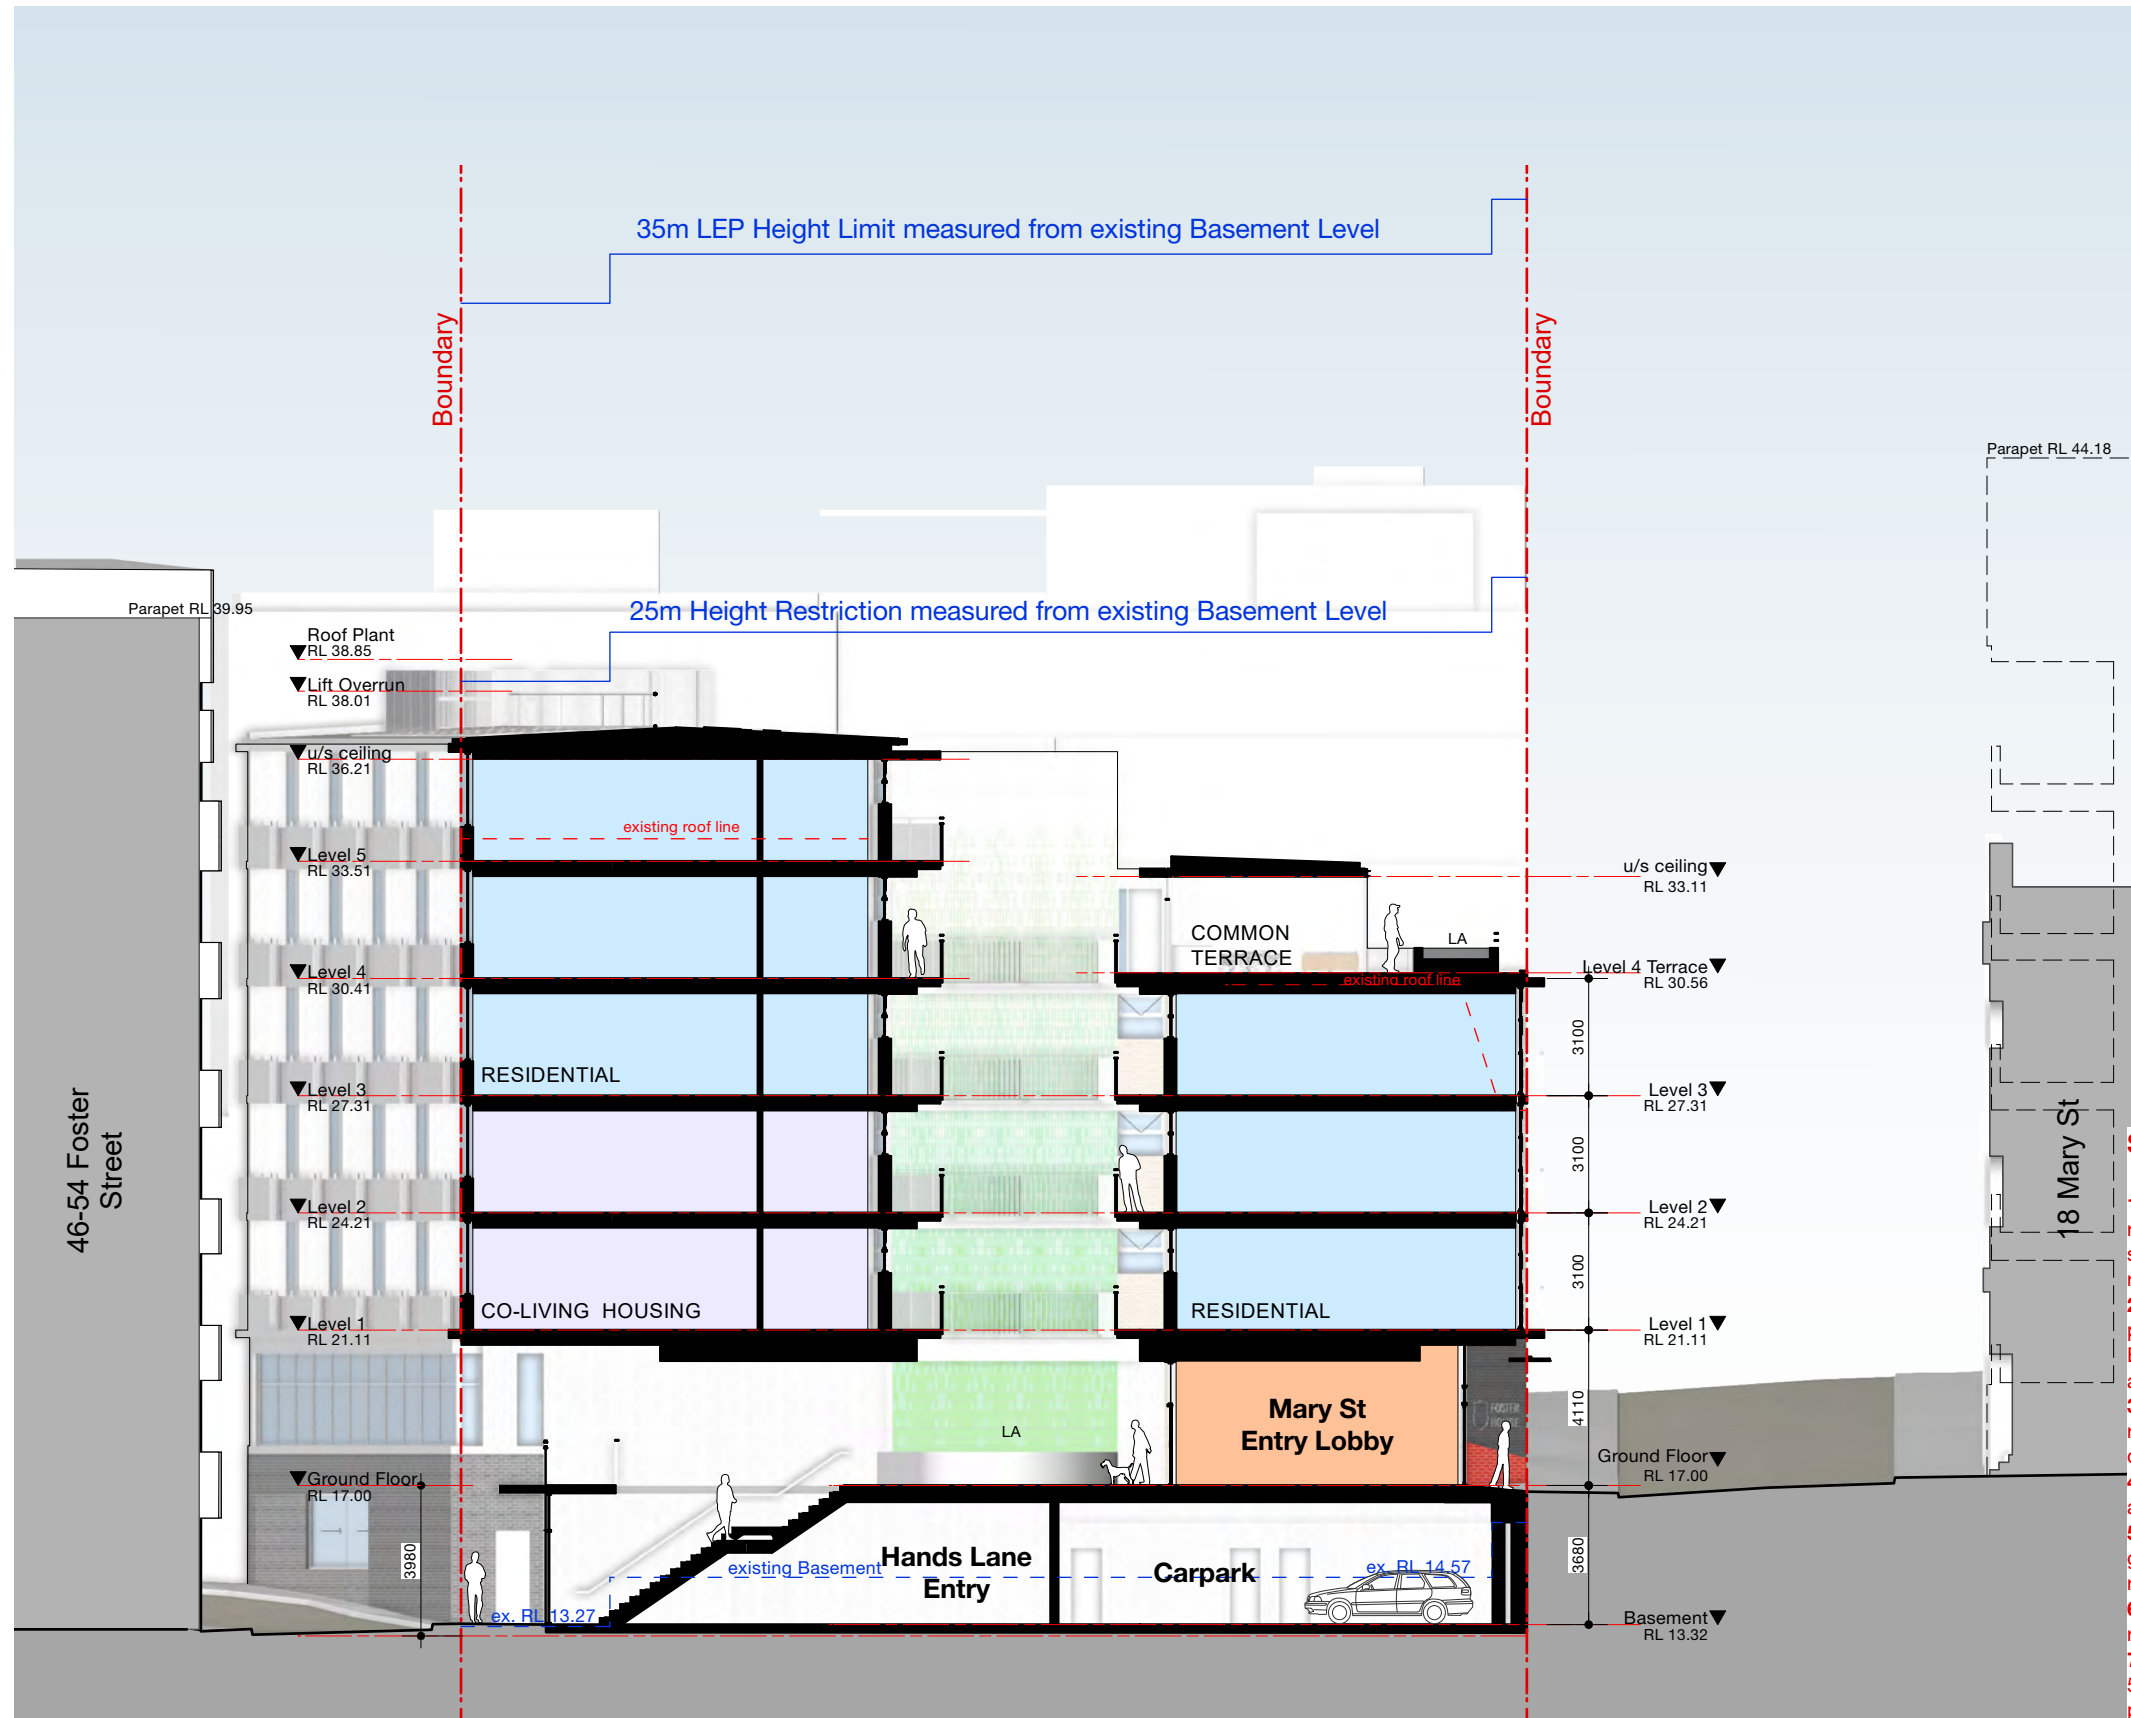 35m LEP Height Limit measured from existing Basement Level
Boundary
Boundary
Parapet RL 44.18
Parapet RL 39.95
25m Height Restriction measured from existing Basement Level
Roof Plant
RL 38.85
Lift Overrun
RL 38.01
u/s ceiling
RL 36.21
existing roof line
Level 5
RL 33.51
u/s ceiling
RL 33.11
COMMON
TERRACE
LA
Level 4
RL 30.41
Level 4 Terrace
RL 30.56
existing roof line
3100
RESIDENTIAL
Level 3
RL 27.31
Level 3
RL 27.31
46-54 Foster
Street
18 Mary St
3100
Level 2
RL 24.21
Level 2
RL 24.21
3100
CO-LIVING HOUSING
RESIDENTIAL
Level 1
RL 21.11
Level 1
RL 21.11
4110
Mary St
Entry Lobby
FOSTER
HOUSE
LA
Ground Floor
RL 17.00
Ground Floor
RL 17.00
3980
3680
existing Basement
Hands Lane
Entry
Carpark
ex. RL 14.57
ex. RL 13.27
Basement
RL 13.32